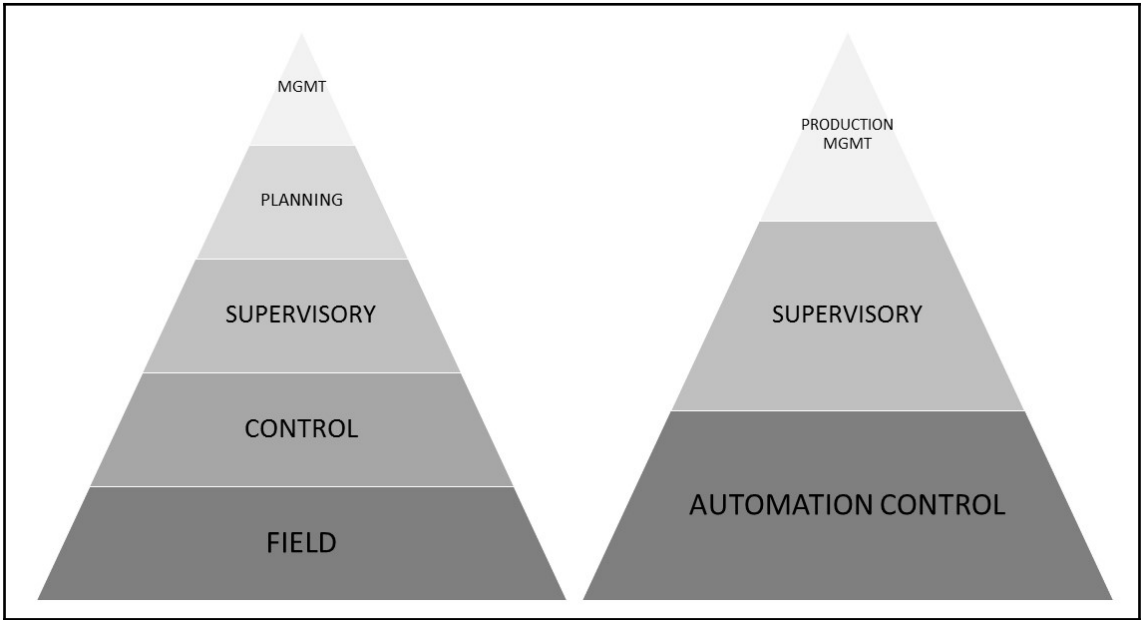 MGMT
PLANNING
SUPERVISORY
CONTROL
FIELD
PRODUCTION
MGMT
SUPERVISORY
AUTOMATION CONTROL